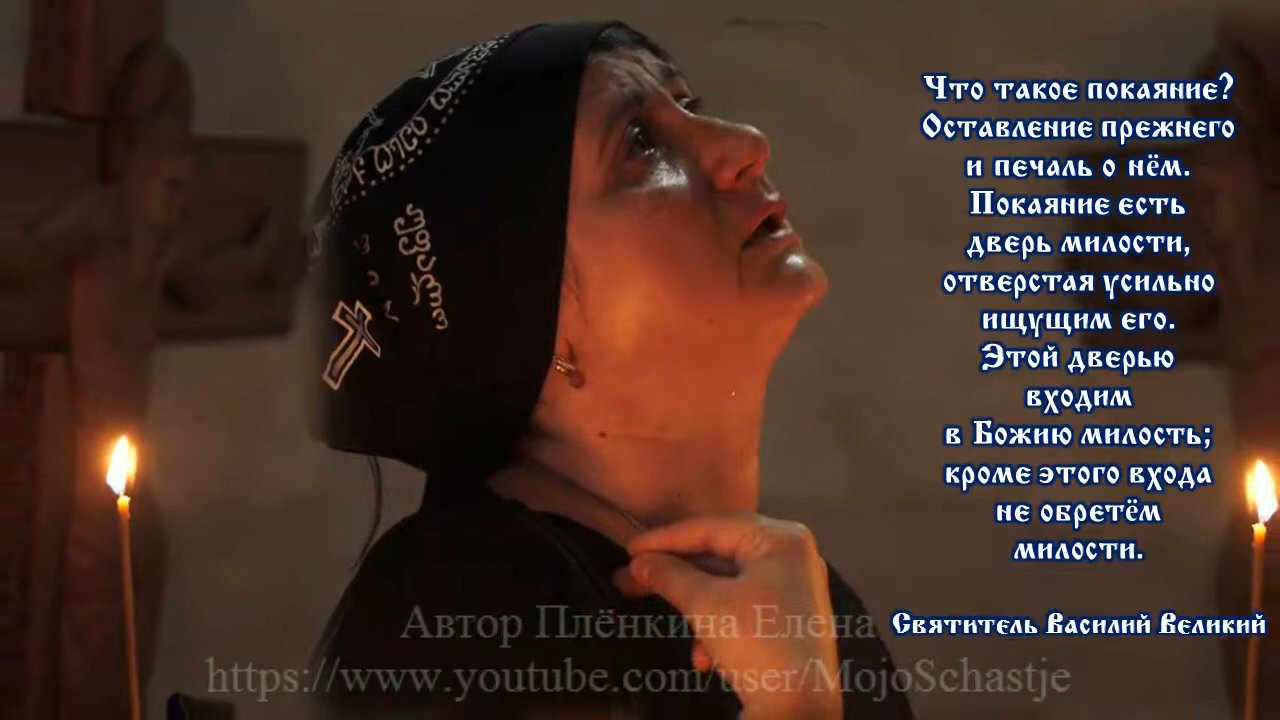 Что такое покаяние?
Оставление прежнего
и печаль о нём.
Покаяние есть
дверь милости,
отверстая усильно
ищущим его.
Этой дверью
входим
в Божию милость;
кроме этого входа
не обретём
милости.
Святитель Василий Великий
Автор Плёнкина Елена
https://www.youtube.com/user/MojoSchastje